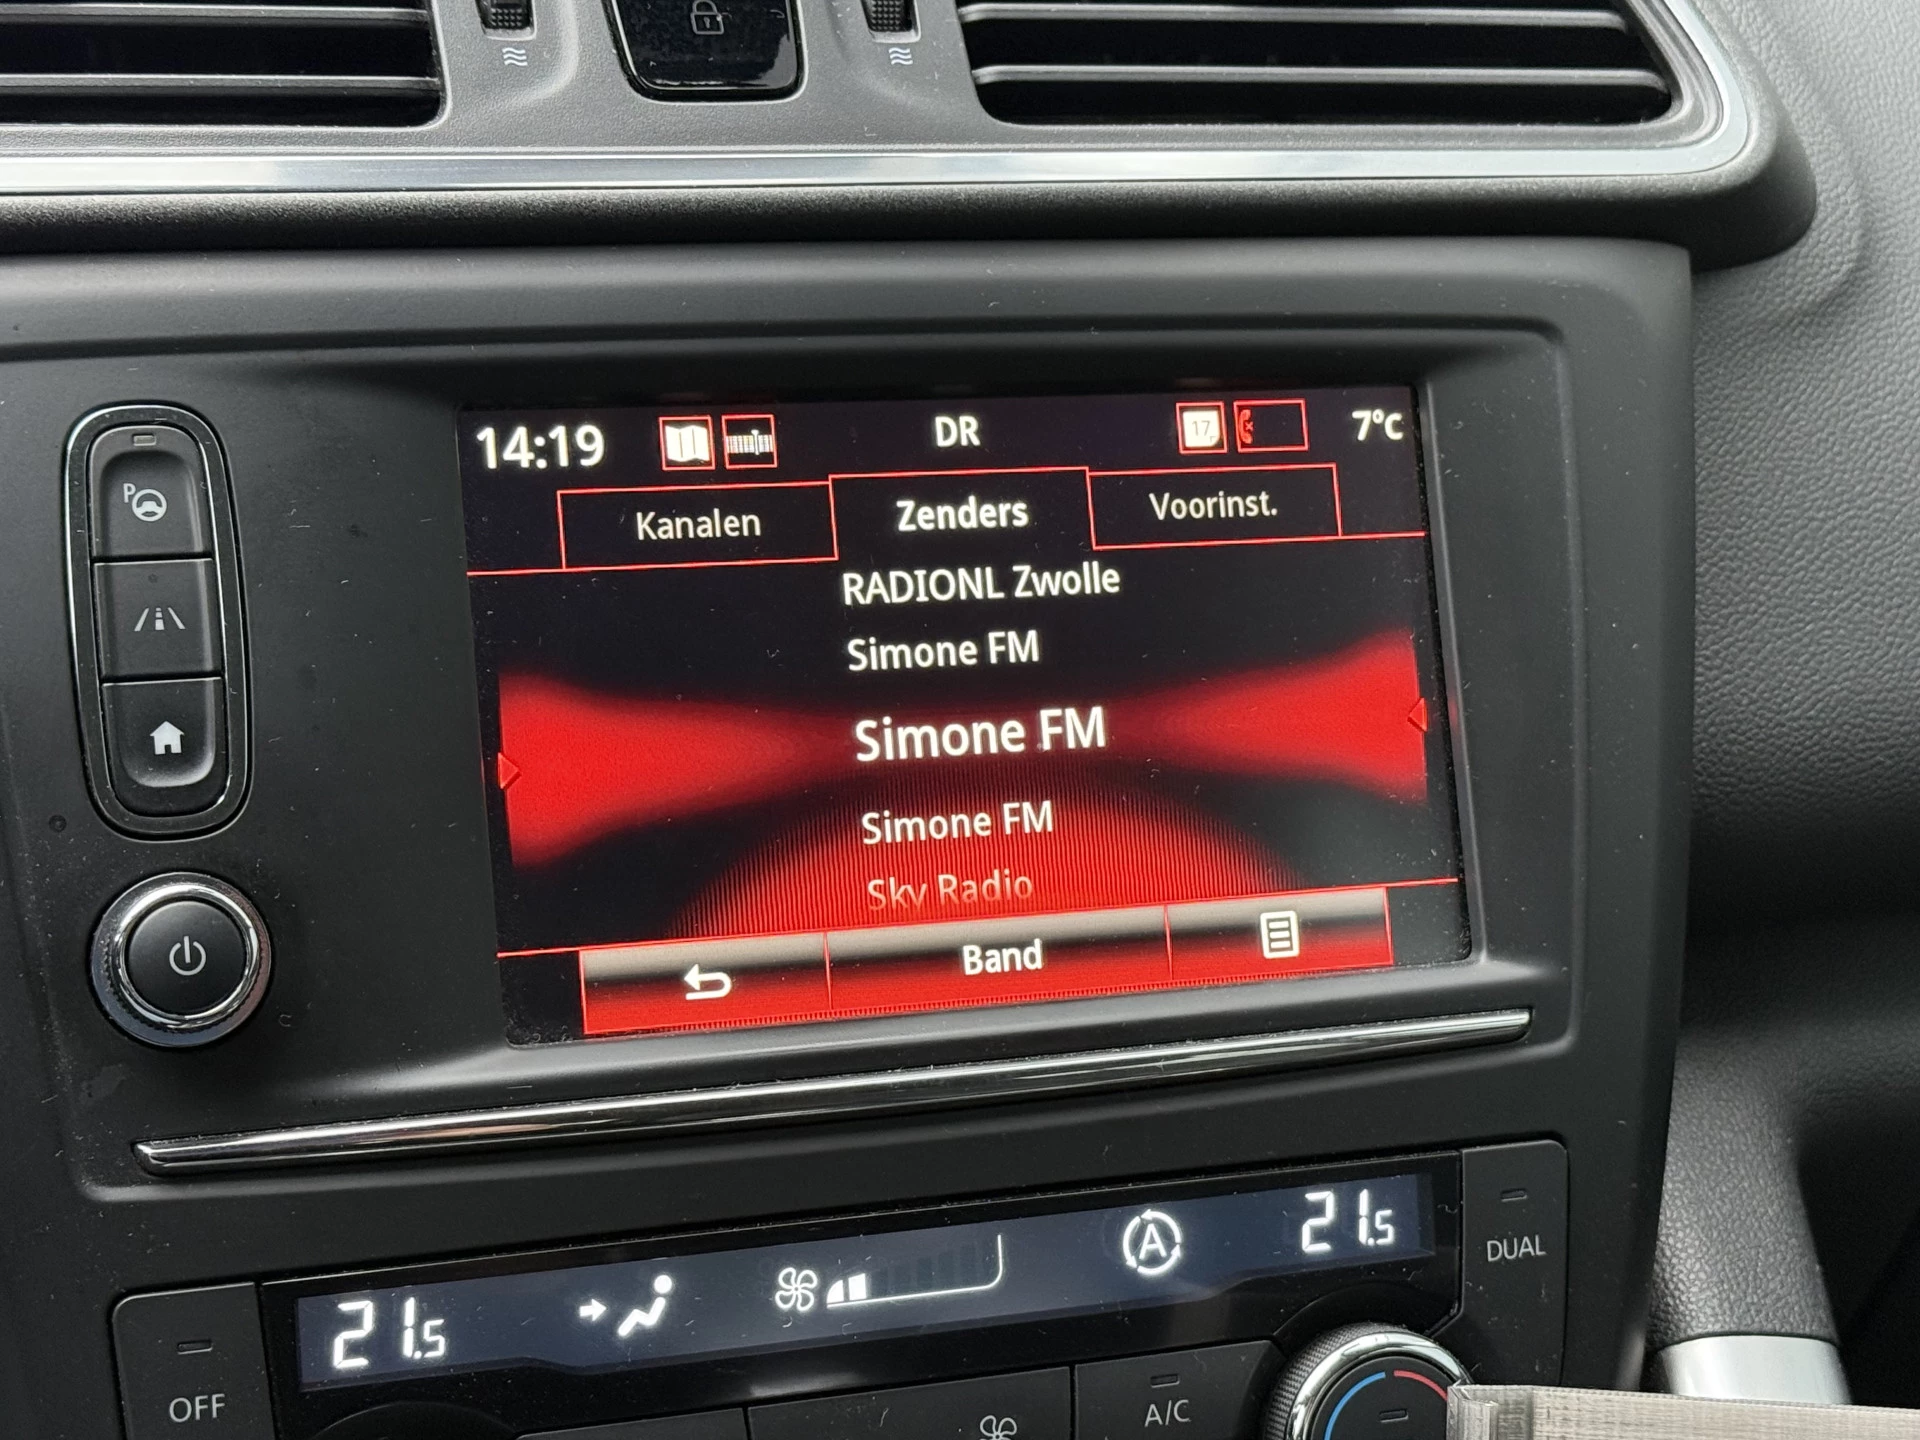 14:19 DR 17 7°C
Kanalen Zenders Voorinst.
RADIONL Zwolle
Simone FM
Simone FM
Simone FM
Sky Radio
Band
P
21.5 A 21.5
DUAL
OFF
A/C